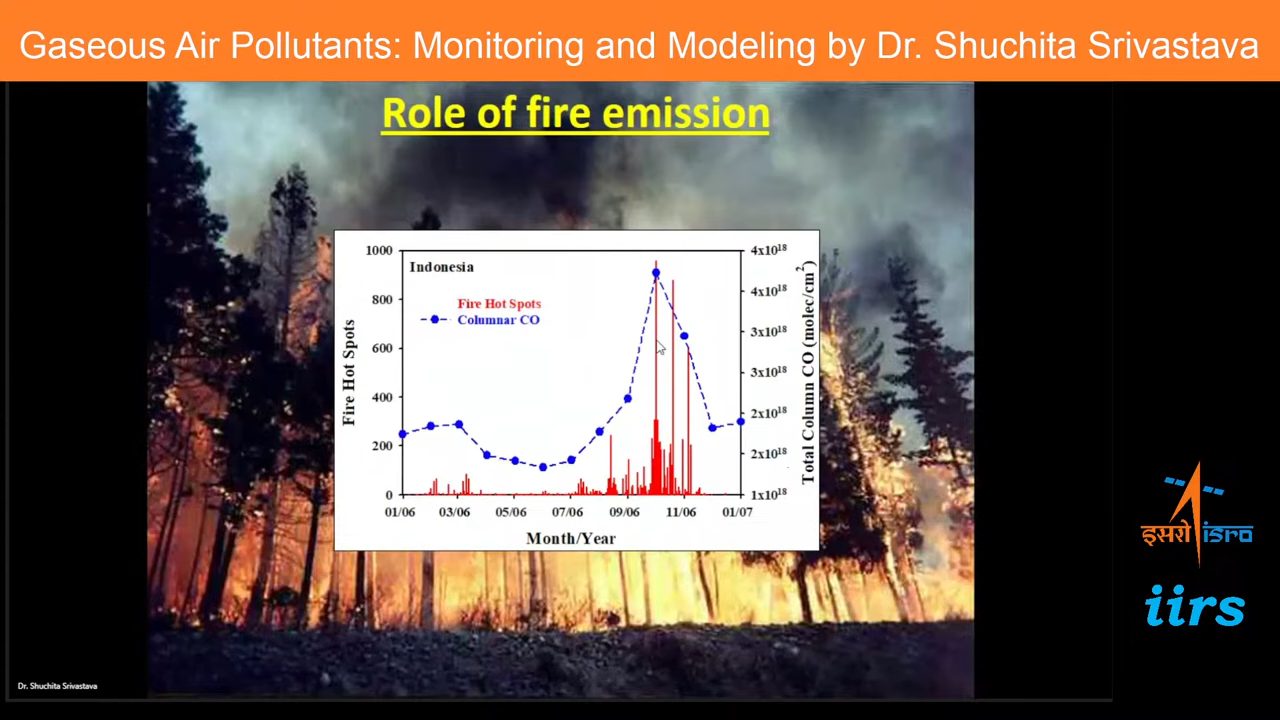 Gaseous Air Pollutants: Monitoring and Modeling by Dr. Shuchita Srivastava
Role of fire emission
Indonesia
Fire Hot Spots
Columnar CO
Fire Hot Spots
1000
800
600
400
200
0
4x10¹⁸
4x10¹⁸
3x10¹⁸
3x10¹⁸
2x10¹⁸
2x10¹⁸
1x10¹⁸
Total Column CO (molec/cm²)
01/06 03/06 05/06 07/06 09/06 11/06 01/07
Month/Year
इसरो isro
iirs
Dr. Shuchita Srivastava